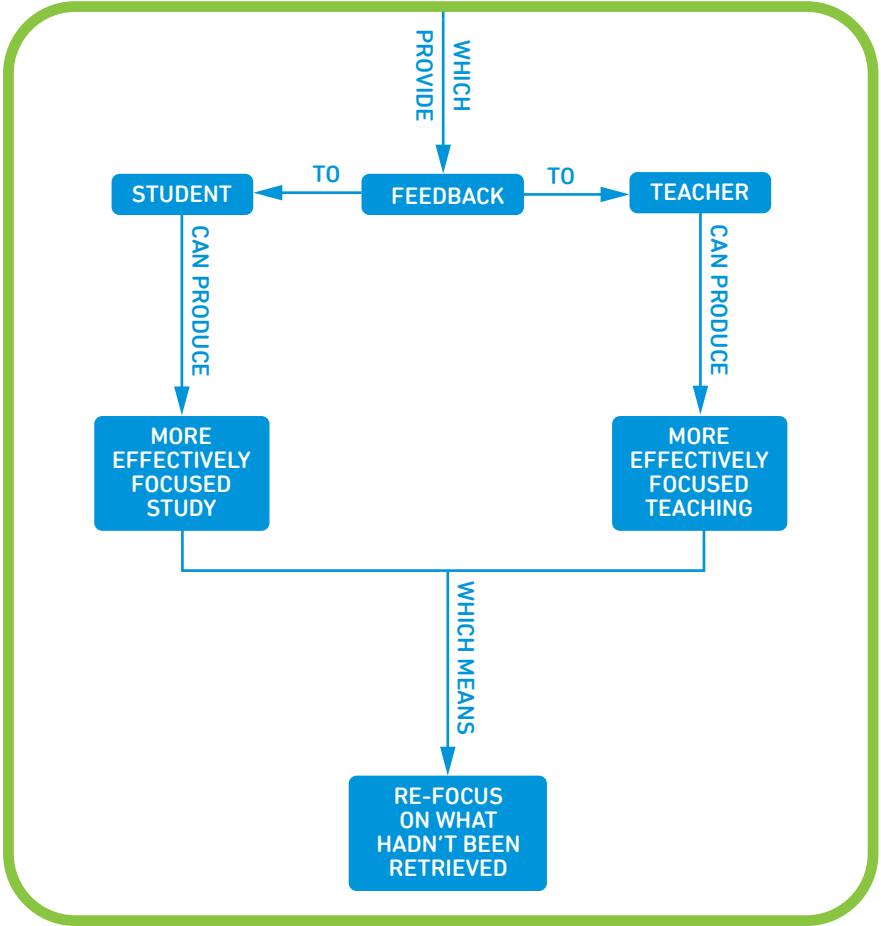 WHICH
PROVIDE
STUDENT
TO
FEEDBACK
TO
TEACHER
CAN PRODUCE
CAN PRODUCE
MORE
EFFECTIVELY
FOCUSED
STUDY
MORE
EFFECTIVELY
FOCUSED
TEACHING
WHICH MEANS
RE-FOCUS
ON WHAT
HADN'T BEEN
RETRIEVED